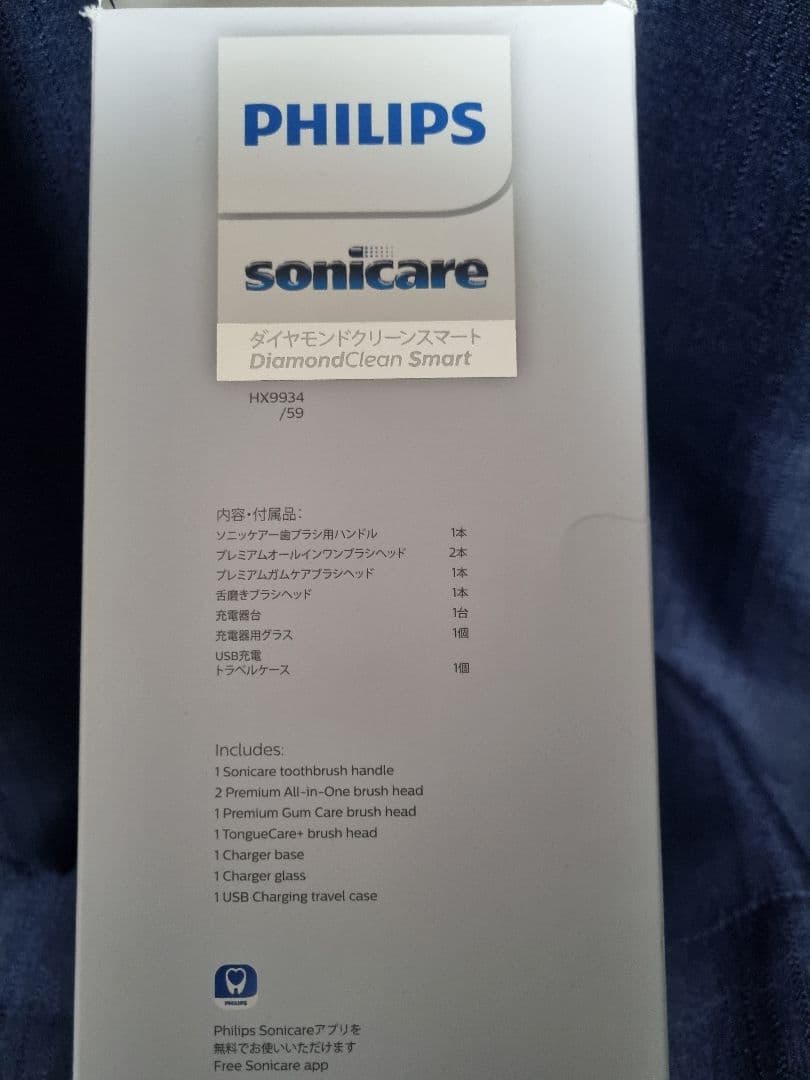 PHILIPS
sonicare
ダイヤモンドクリーンスマート
DiamondClean Smart
HX9934
/59
内容・付属品:
ソニッケアー歯ブラシ用ハンドル 1本
プレミアムオールインワンブラシヘッド 2本
プレミアムガムケアブラシヘッド 1本
舌磨きブラシヘッド 1本
充電器台 1台
充電器用グラス 1個
USB充電
トラベルケース 1個
Includes:
1 Sonicare toothbrush handle
2 Premium All-in-One brush head
1 Premium Gum Care brush head
1 TongueCare+ brush head
1 Charger base
1 Charger glass
1 USB Charging travel case
PHILIPS
Philips Sonicareアプリを
無料でお使いいただけます
Free Sonicare app